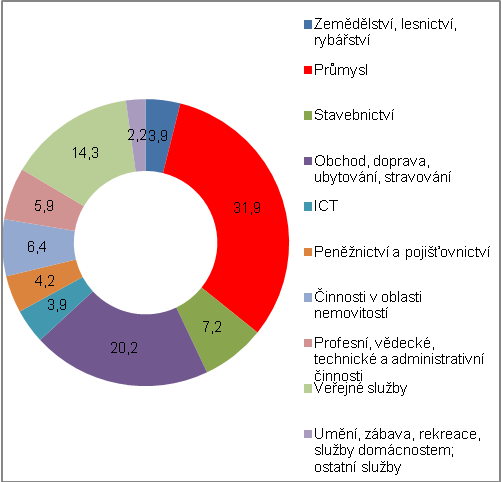 Zemědělství, lesnictví,
rybářství
Průmysl
Stavebnictví
Obchod, doprava,
ubytování, stravování
ICT
Peněžnictví a pojišťovnictví
Činnosti v oblasti
nemovitostí
Profesní, vědecké,
technické a administrativní
činnosti
Veřejné služby
Umění, zábava, rekreace,
služby domácnostem;
ostatní služby
3,9
31,9
7,2
20,2
3,9
4,2
6,4
5,9
14,3
2,2